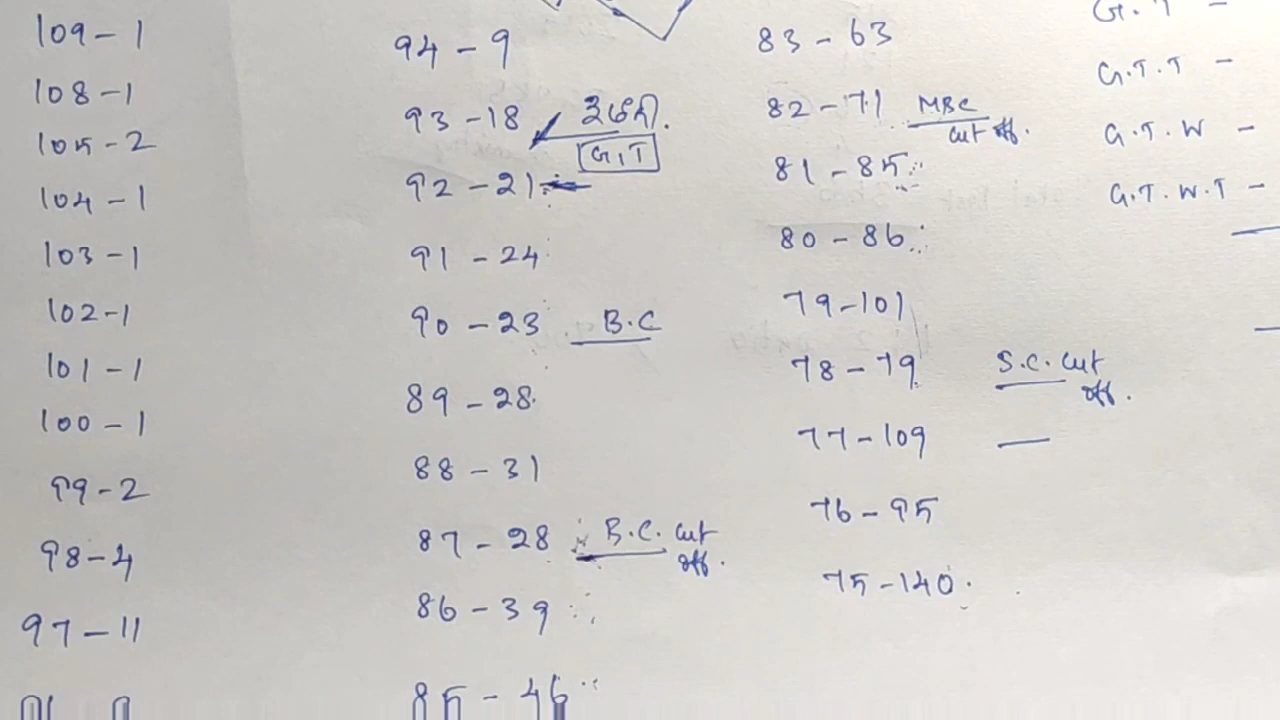 109 - 1
108 - 1
105 - 2
104 - 1
103 - 1
102 - 1
101 - 1
100 - 1
99 - 2
98 - 4
97 - 11
94 - 9
93 - 18
G.T
92 - 21
91 - 24
90 - 23 B.C
89 - 28
88 - 31
87 - 28 B.C. cut off.
86 - 39
85 - 46
83 - 63
82 - 71 MBC cut off.
81 - 85
80 - 86
79 - 101
78 - 79 S.C. cut off.
77 - 109 —
76 - 95
75 - 140.
G.T -
G.T.T -
G.T.W -
G.T.W.T -